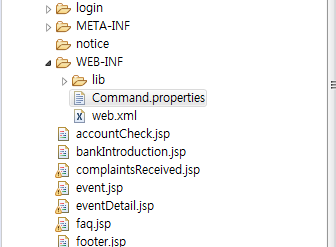 login
META-INF
notice
WEB-INF
lib
Command.properties
web.xml
accountCheck.jsp
bankIntroduction.jsp
complaintsReceived.jsp
event.jsp
eventDetail.jsp
faq.jsp
footer.jsp